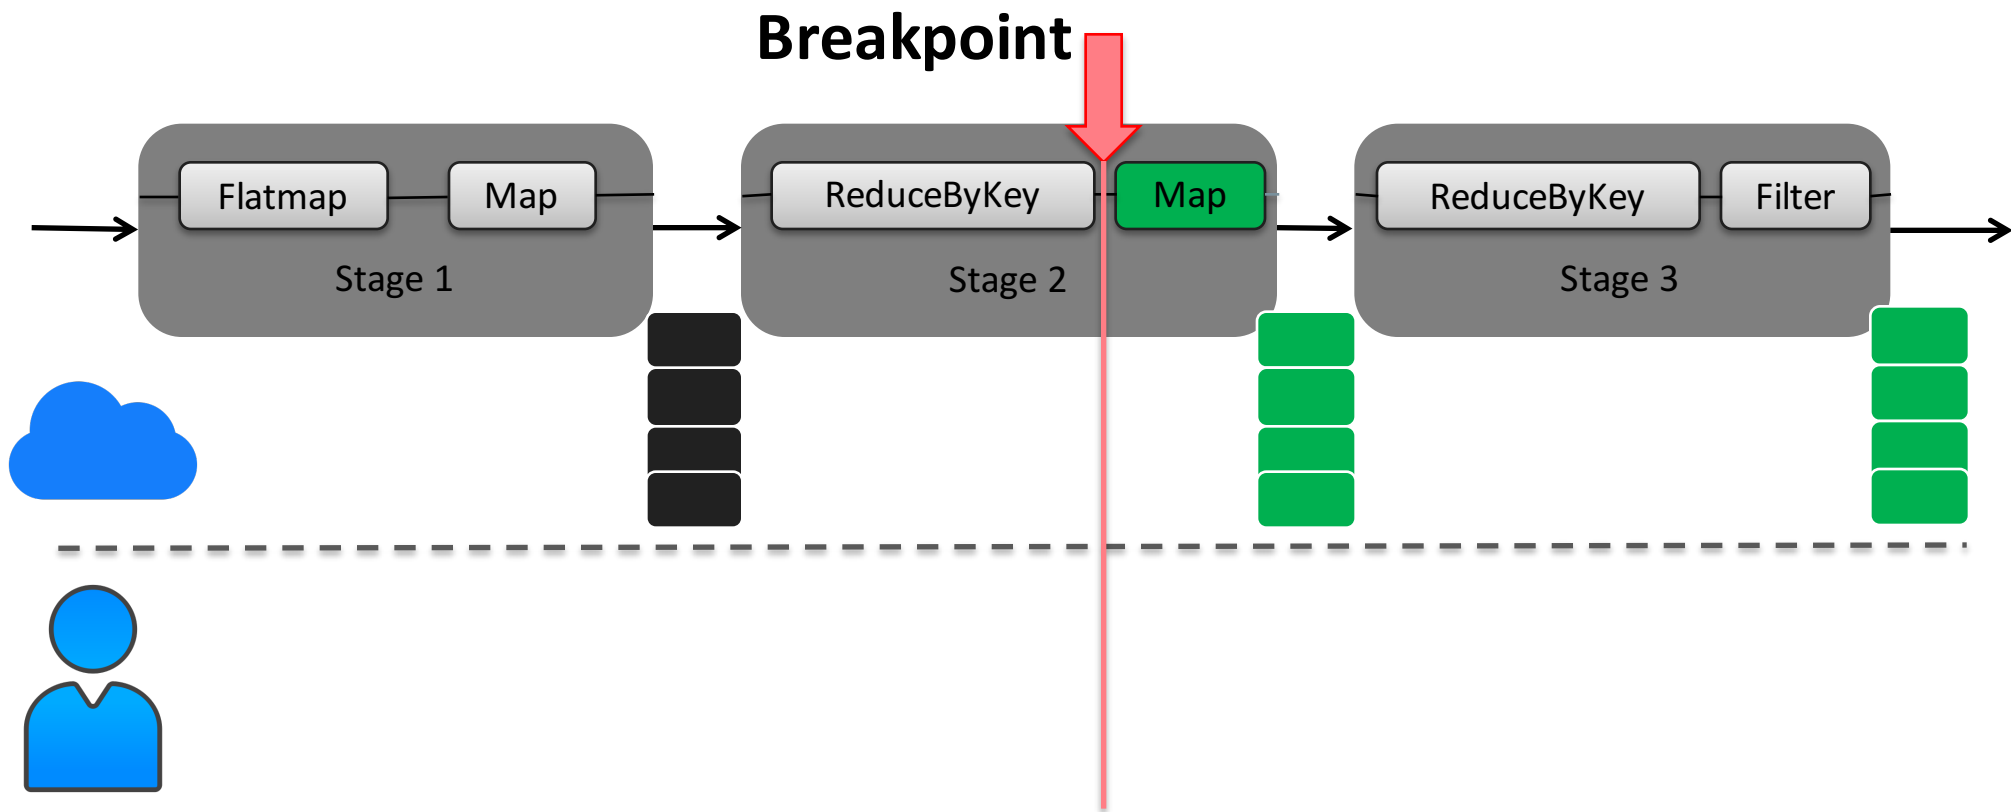 Breakpoint
Flatmap
Map
Stage 1
ReduceByKey
Map
Stage 2
ReduceByKey
Filter
Stage 3